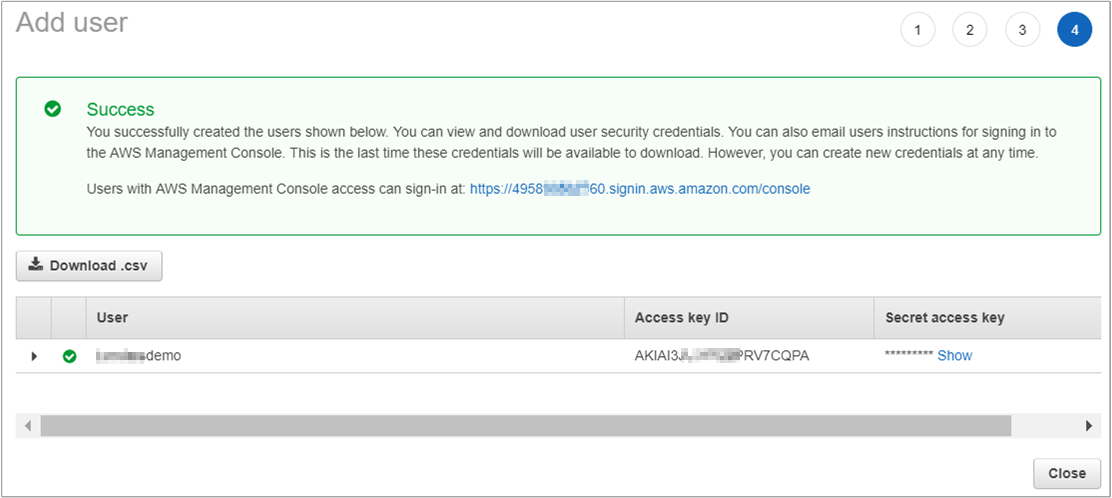 Add user
1 2 3 4
Success
You successfully created the users shown below. You can view and download user security credentials. You can also email users instructions for signing in to
the AWS Management Console. This is the last time these credentials will be available to download. However, you can create new credentials at any time.
Users with AWS Management Console access can sign-in at: https://4958 60.signin.aws.amazon.com/console
Download .csv
User Access key ID Secret access key
demo AKIAI3 PRV7CQPA ********* Show
Close